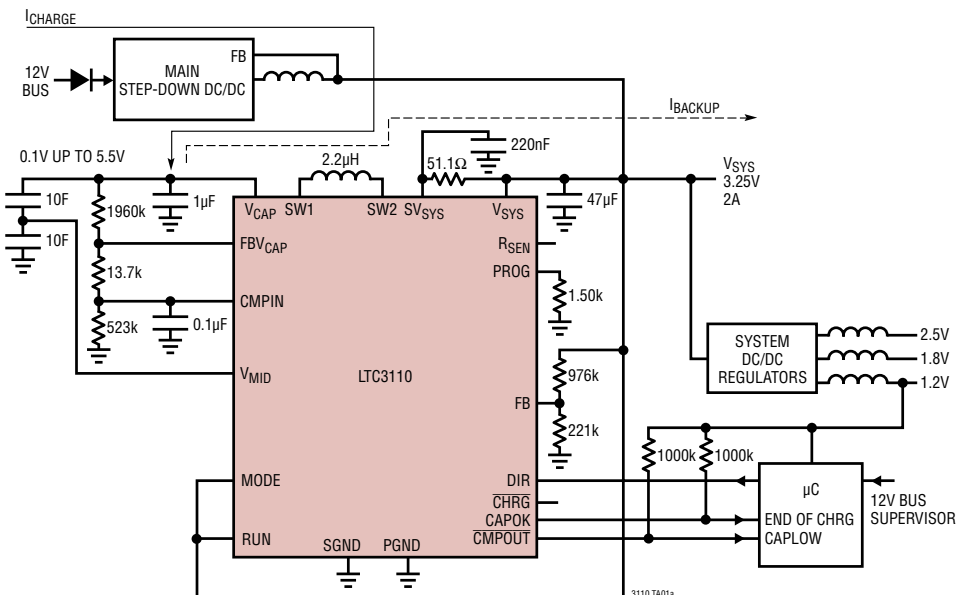 ICHARGE
FB
MAIN
STEP-DOWN DC/DC
12V
BUS
IBACKUP
0.1V UP TO 5.5V
2.2µH
220nF
51.1Ω
VSYS
3.25V
2A
10F
1960k
1µF
VCAP SW1 SW2 SVSYS VSYS
47µF
10F
FBVCAP
RSEN
13.7k
PROG
1.50k
CMPIN
523k
0.1µF
SYSTEM
DC/DC
REGULATORS
2.5V
1.8V
1.2V
VMID
LTC3110
976k
FB
221k
1000k 1000k
MODE
DIR
µC
CHRG
12V BUS
SUPERVISOR
CAPOK
END OF CHRG
RUN
SGND PGND
CMPOUT
CAPLOW
3110 TA01a